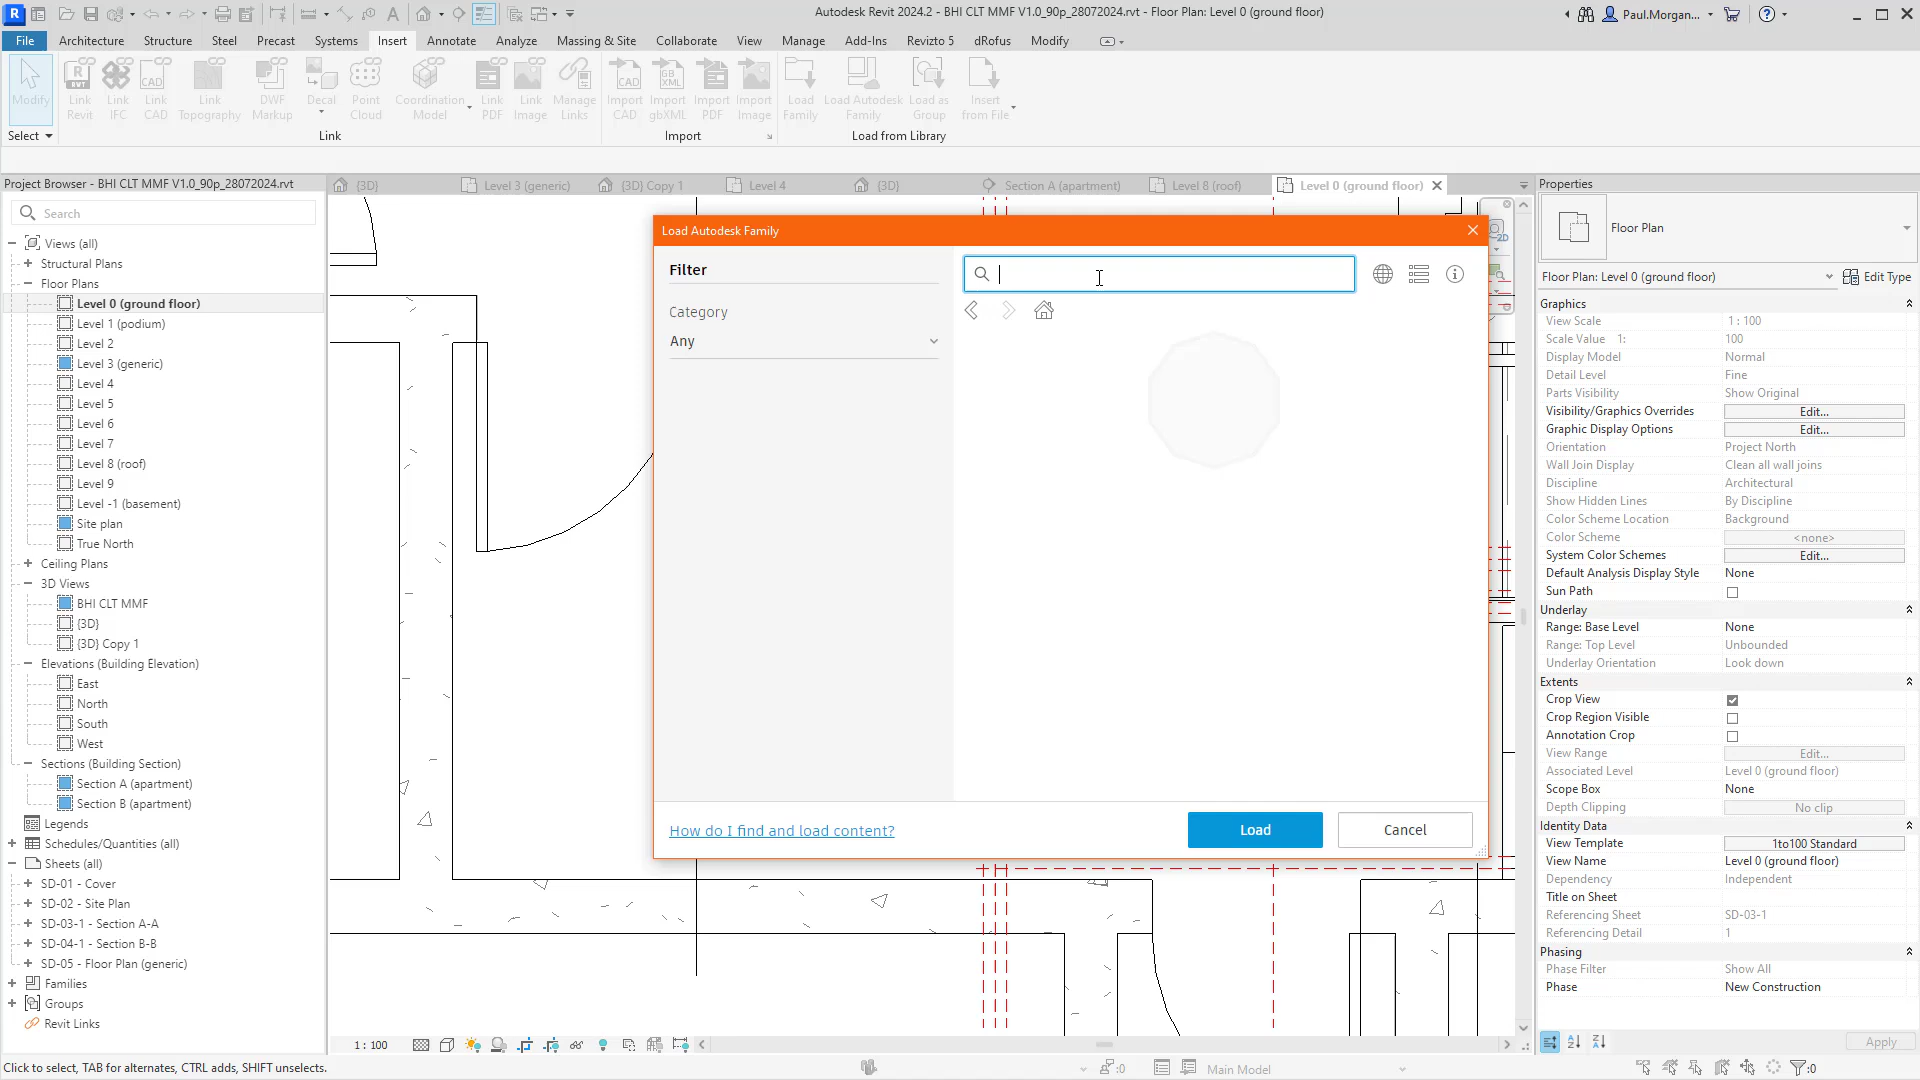 Autodesk Revit 2024.2 - BHI CLT MMF V1.0_90p_28072024.rvt - Floor Plan: Level 0 (ground floor)
Paul.Morgan...
File Architecture Structure Steel Precast Systems Insert Annotate Analyze Massing & Site Collaborate View Manage Add-Ins Revizto 5 dRofus Modify
Modify
Link Revit
Link IFC
Link CAD
Link Topography
DWF Markup
Decal
Point Cloud
Coordination Model
Link PDF
Link Image
Manage Links
Import CAD
Import gbXML
Import PDF
Import Image
Load Family
Load Autodesk Family
Load as Group
Insert from File
Select
Link
Import
Load from Library
Project Browser - BHI CLT MMF V1.0_90p_28072024.rvt
Search
Views (all)
Structural Plans
Floor Plans
Level 0 (ground floor)
Level 1 (podium)
Level 2
Level 3 (generic)
Level 4
Level 5
Level 6
Level 7
Level 8 (roof)
Level 9
Level -1 (basement)
Site plan
True North
Ceiling Plans
3D Views
BHI CLT MMF
{3D}
{3D} Copy 1
Elevations (Building Elevation)
East
North
South
West
Sections (Building Section)
Section A (apartment)
Section B (apartment)
Legends
Schedules/Quantities (all)
Sheets (all)
SD-01 - Cover
SD-02 - Site Plan
SD-03-1 - Section A-A
SD-04-1 - Section B-B
SD-05 - Floor Plan (generic)
Families
Groups
Revit Links
{3D}
Level 3 (generic)
{3D} Copy 1
Level 4
{3D}
Section A (apartment)
Level 8 (roof)
Level 0 (ground floor)
Load Autodesk Family
Filter
Category
Any
How do I find and load content?
Load
Cancel
2D
Properties
Floor Plan
Floor Plan: Level 0 (ground floor)
Edit Type
Graphics
View Scale 1 : 100
Scale Value 1: 100
Display Model Normal
Detail Level Fine
Parts Visibility Show Original
Visibility/Graphics Overrides Edit...
Graphic Display Options Edit...
Orientation Project North
Wall Join Display Clean all wall joins
Discipline Architectural
Show Hidden Lines By Discipline
Color Scheme Location Background
Color Scheme <none>
System Color Schemes Edit...
Default Analysis Display Style None
Sun Path
Underlay
Range: Base Level None
Range: Top Level Unbounded
Underlay Orientation Look down
Extents
Crop View
Crop Region Visible
Annotation Crop
View Range Edit...
Associated Level Level 0 (ground floor)
Scope Box None
Depth Clipping No clip
Identity Data
View Template 1to100 Standard
View Name Level 0 (ground floor)
Dependency Independent
Title on Sheet
Referencing Sheet SD-03-1
Referencing Detail 1
Phasing
Phase Filter Show All
Phase New Construction
Apply
1 : 100
Click to select, TAB for alternates, CTRL adds, SHIFT unselects.
:0
Main Model
:0